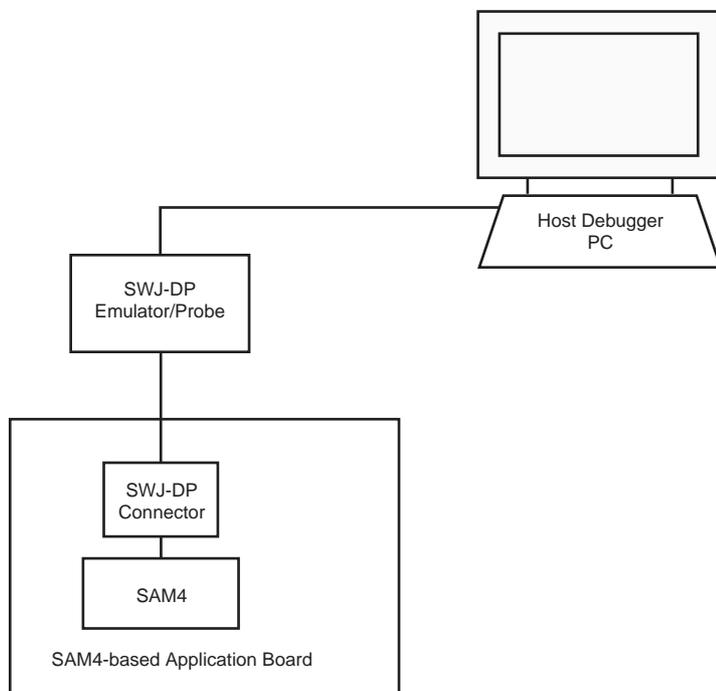 Host Debugger
PC
SWJ-DP
Emulator/Probe
SWJ-DP
Connector
SAM4
SAM4-based Application Board